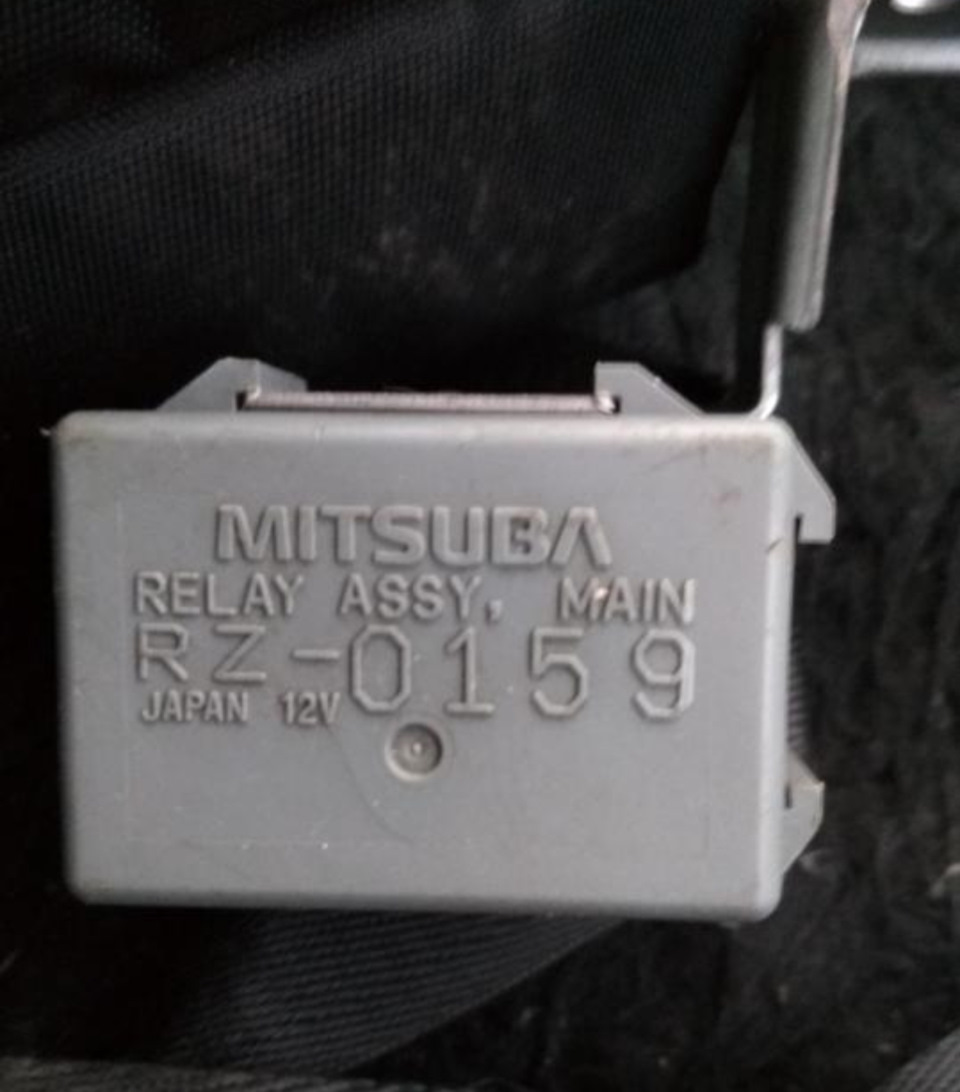 MITSUBA
RELAY ASSY, MAIN
RZ-0159
JAPAN 12V